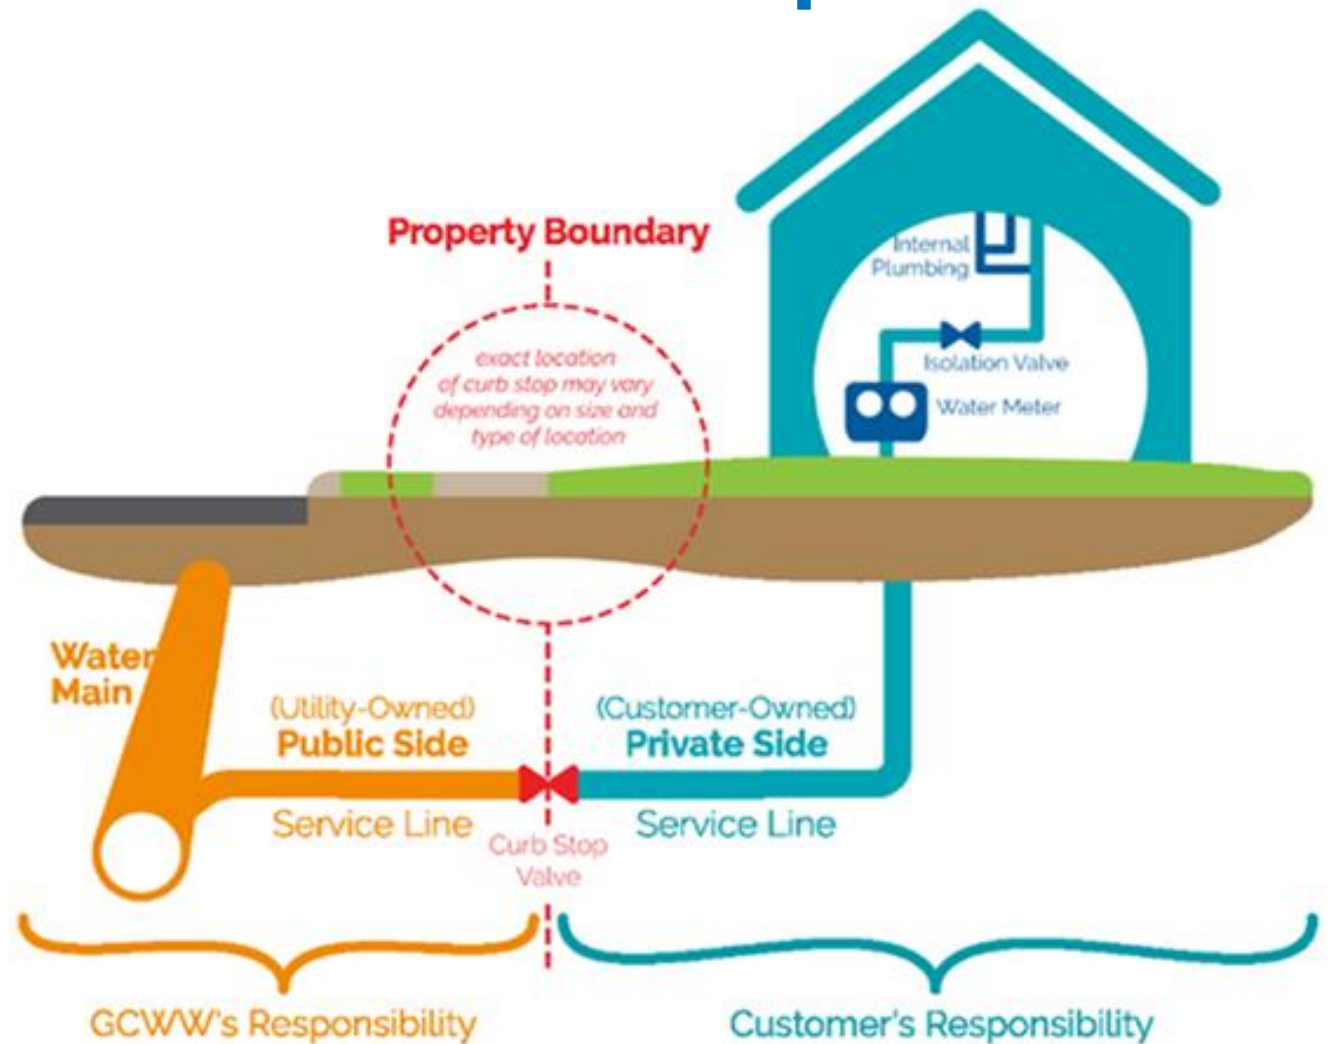 Property Boundary
exact location
of curb stop may vary
depending on size and
type of location
Internal
Plumbing
Isolation Valve
Water Meter
Water
Main
(Utility-Owned)
Public Side
Service Line
(Customer-Owned)
Private Side
Service Line
Curb Stop
Valve
GCWW's Responsibility
Customer's Responsibility